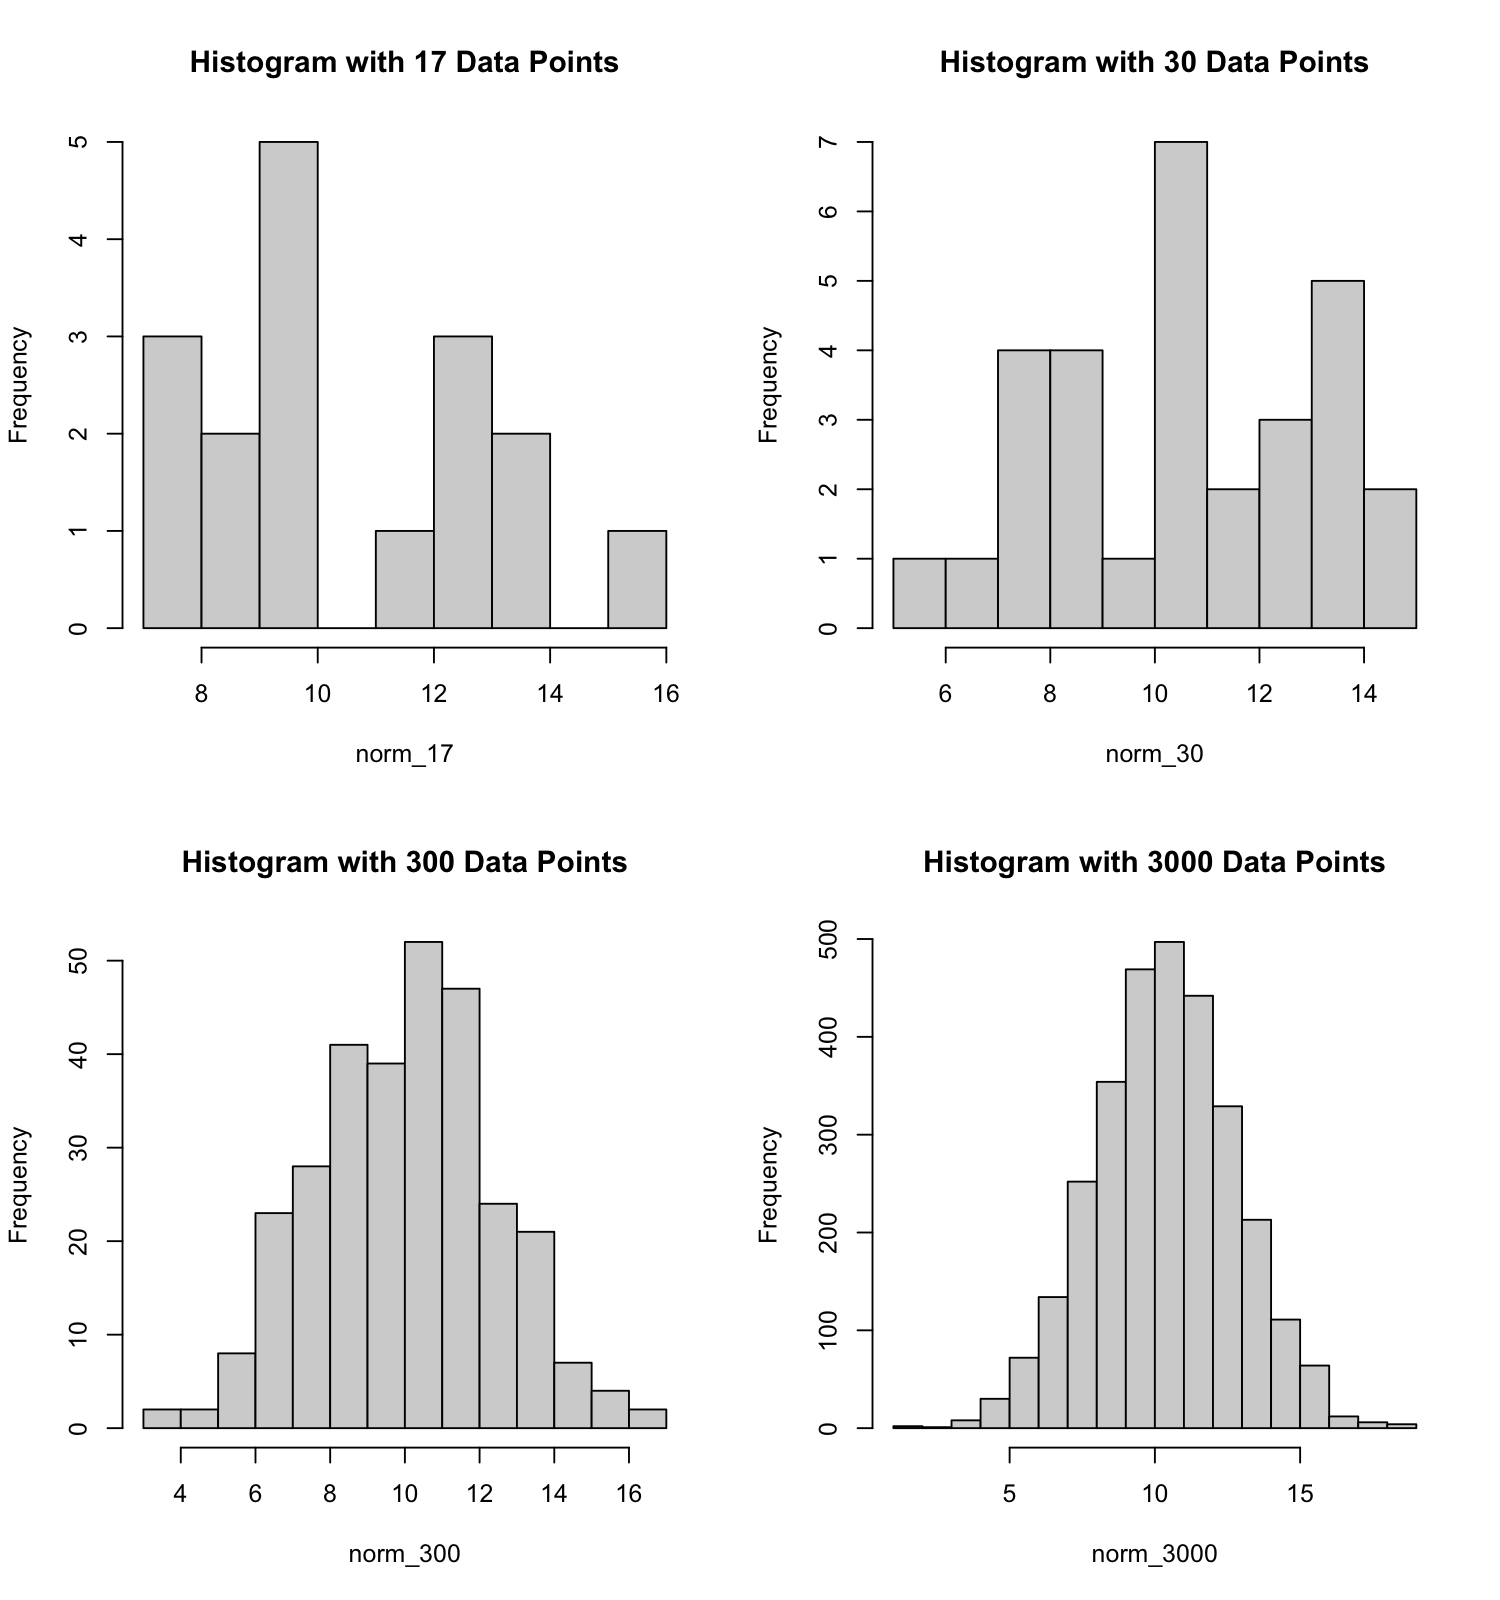 Histogram with 17 Data Points
Frequency
0 1 2 3 4 5
8 10 12 14 16
norm_17
Histogram with 30 Data Points
Frequency
0 1 2 3 4 5 6 7
6 8 10 12 14
norm_30
Histogram with 300 Data Points
Frequency
0 10 20 30 40 50
4 6 8 10 12 14 16
norm_300
Histogram with 3000 Data Points
Frequency
0 100 200 300 400 500
5 10 15
norm_3000